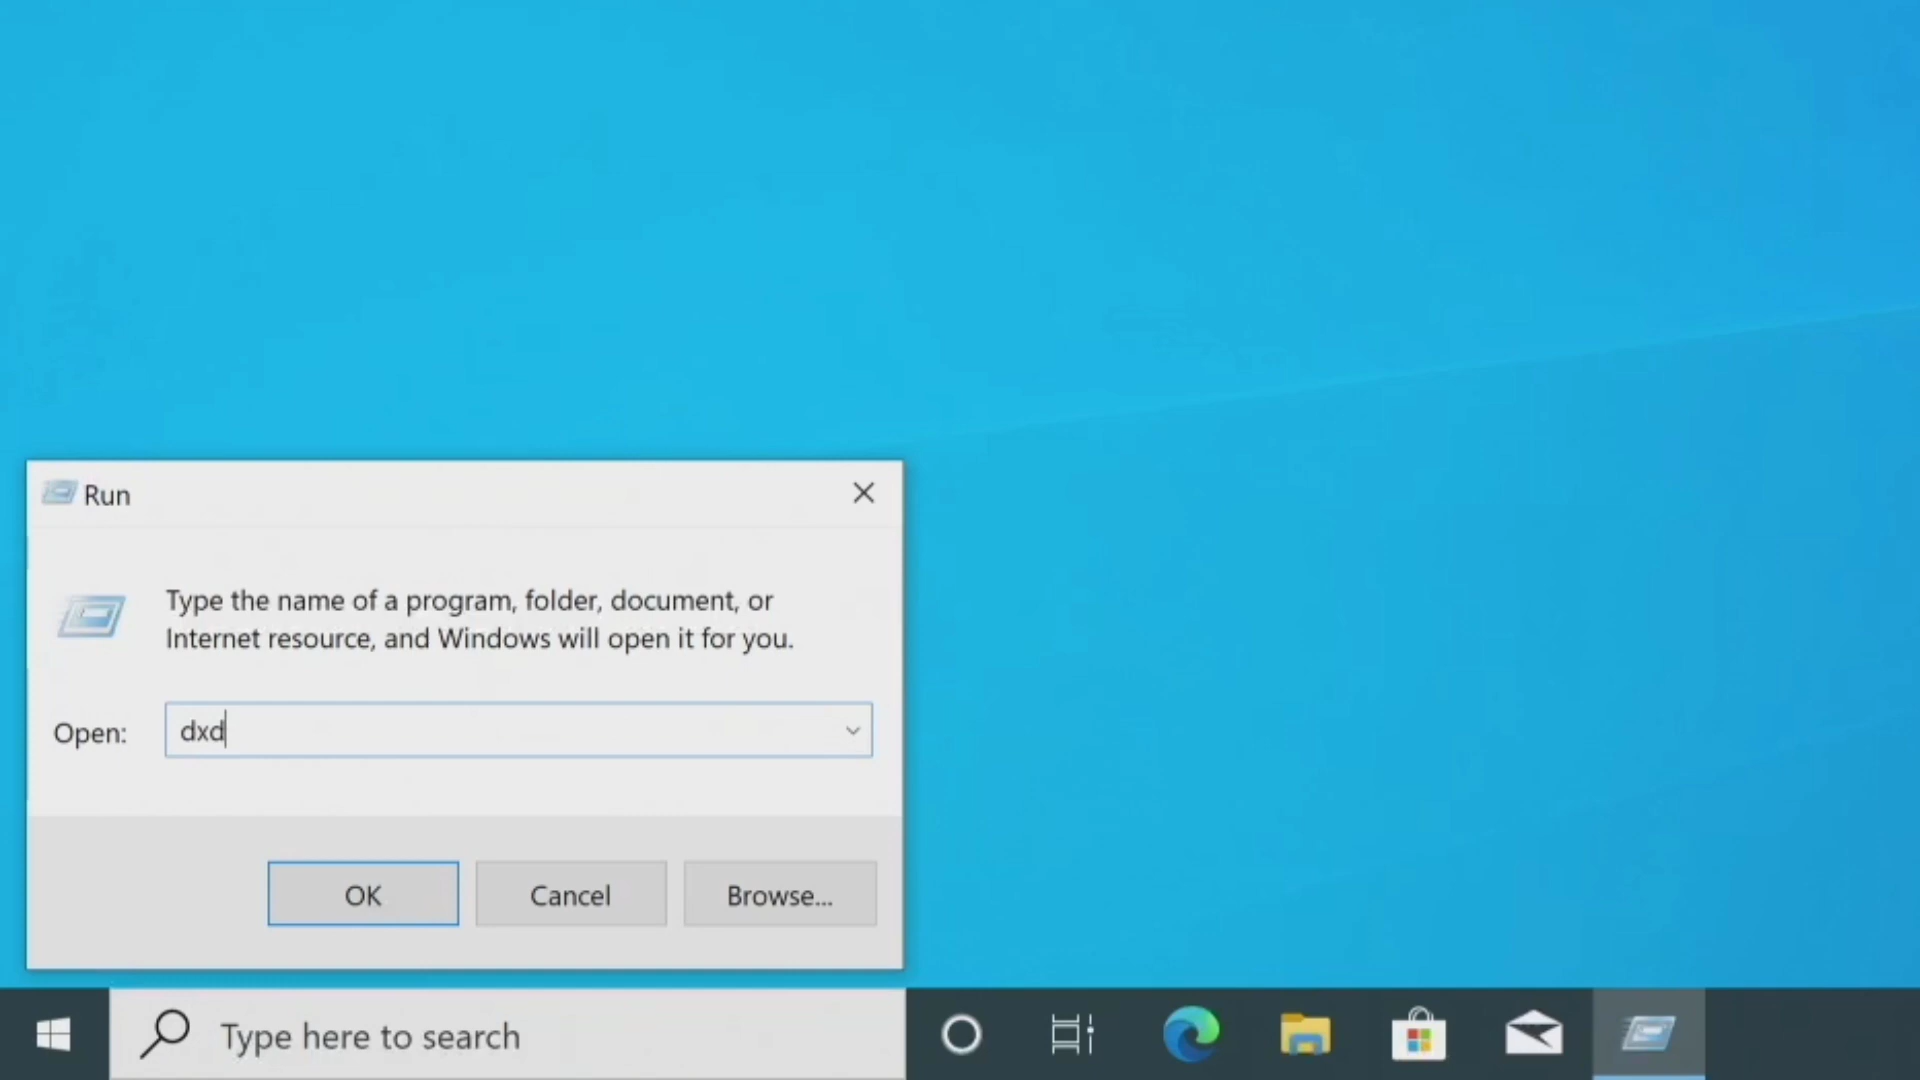 Run
Type the name of a program, folder, document, or
Internet resource, and Windows will open it for you.
Open:
dxd
OK
Cancel
Browse...
Type here to search